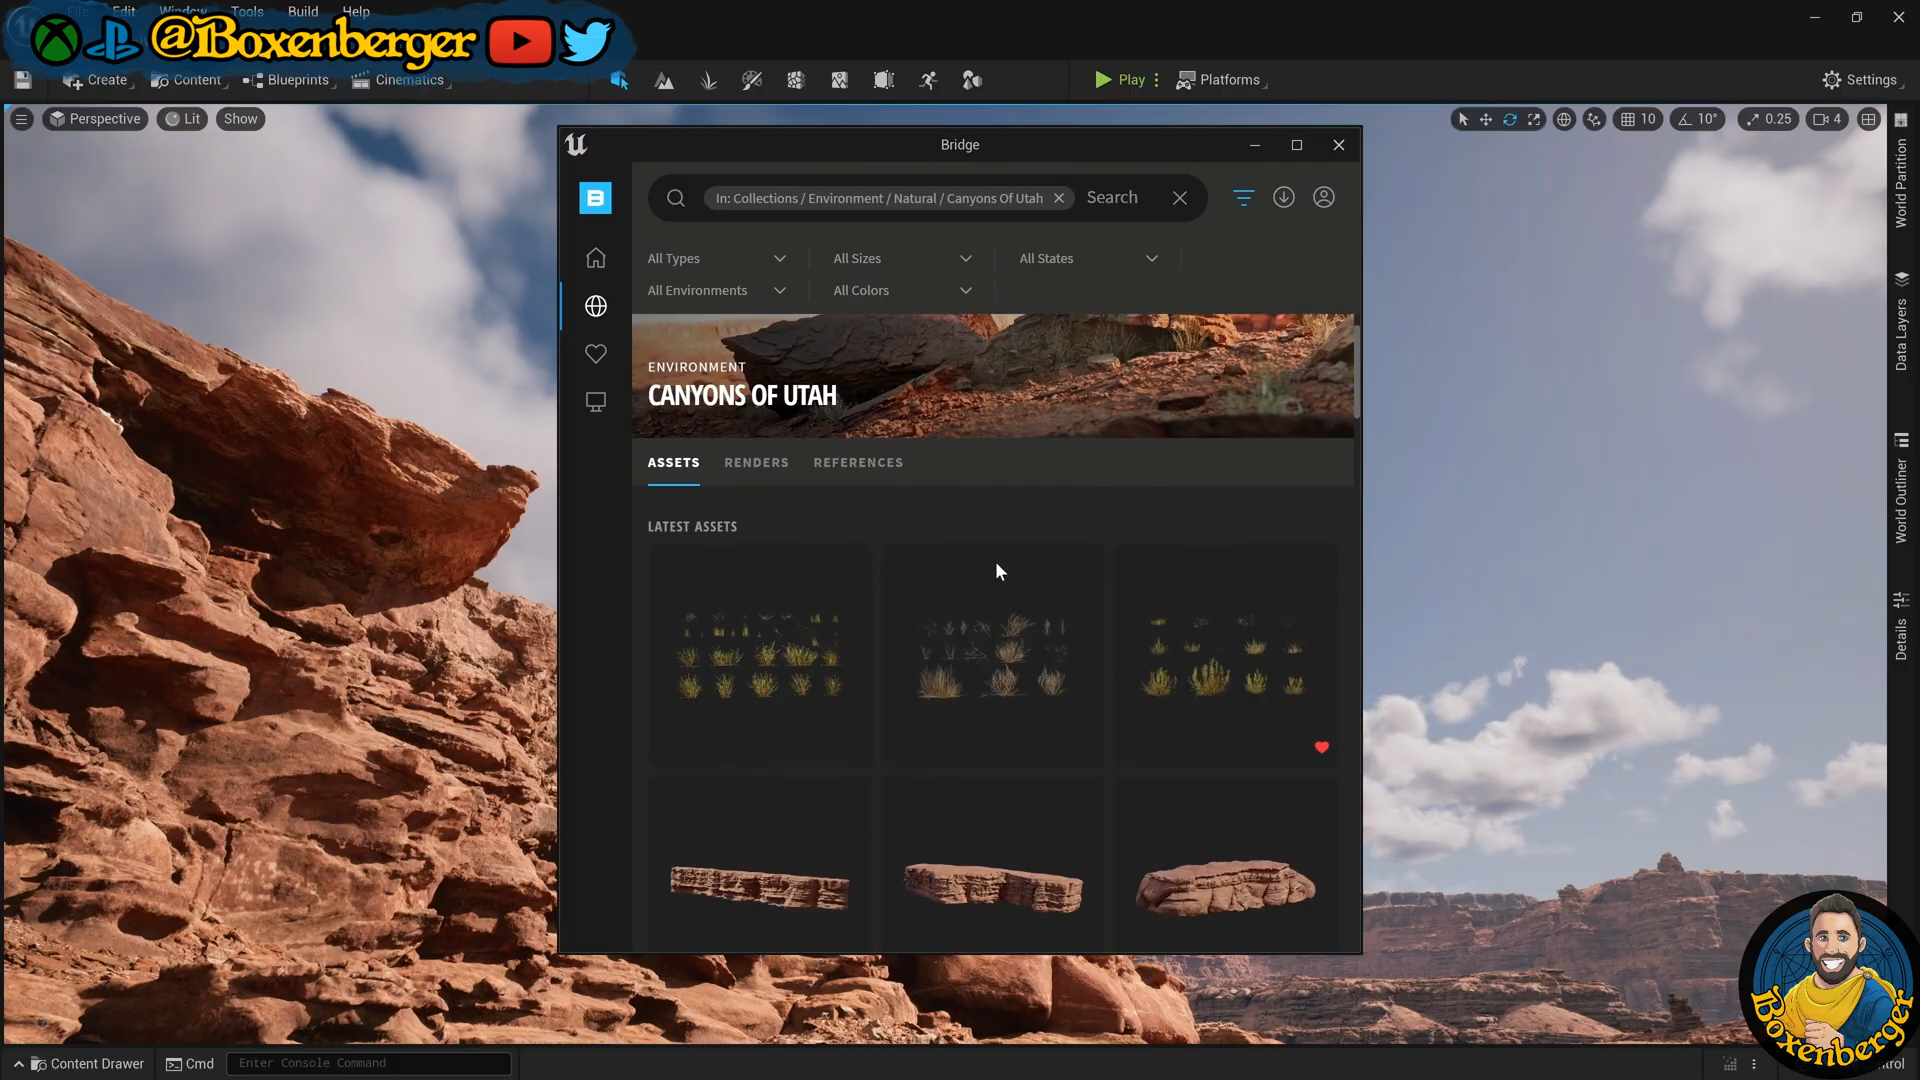 File Edit Window Tools Build Help
@Boxenberger
Create Content Blueprints Cinematics Play Platforms Settings
Perspective Lit Show 10 10° 0.25 4
Bridge
In: Collections / Environment / Natural / Canyons Of Utah Search
All Types All Sizes All States
All Environments All Colors
ENVIRONMENT
CANYONS OF UTAH
ASSETS RENDERS REFERENCES
LATEST ASSETS
World Partition
Data Layers
World Outliner
Details
Boxenberger
Content Drawer Cmd Enter Console Command